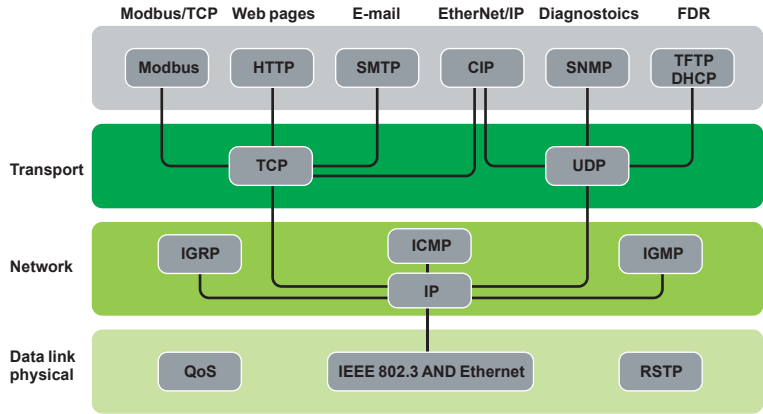 Modbus/TCP Web pages E-mail EtherNet/IP Diagnostoics FDR
Modbus HTTP SMTP CIP SNMP TFTP
DHCP
Transport TCP UDP
Network IGRP ICMP IGMP
IP
Data link
physical QoS IEEE 802.3 AND Ethernet RSTP